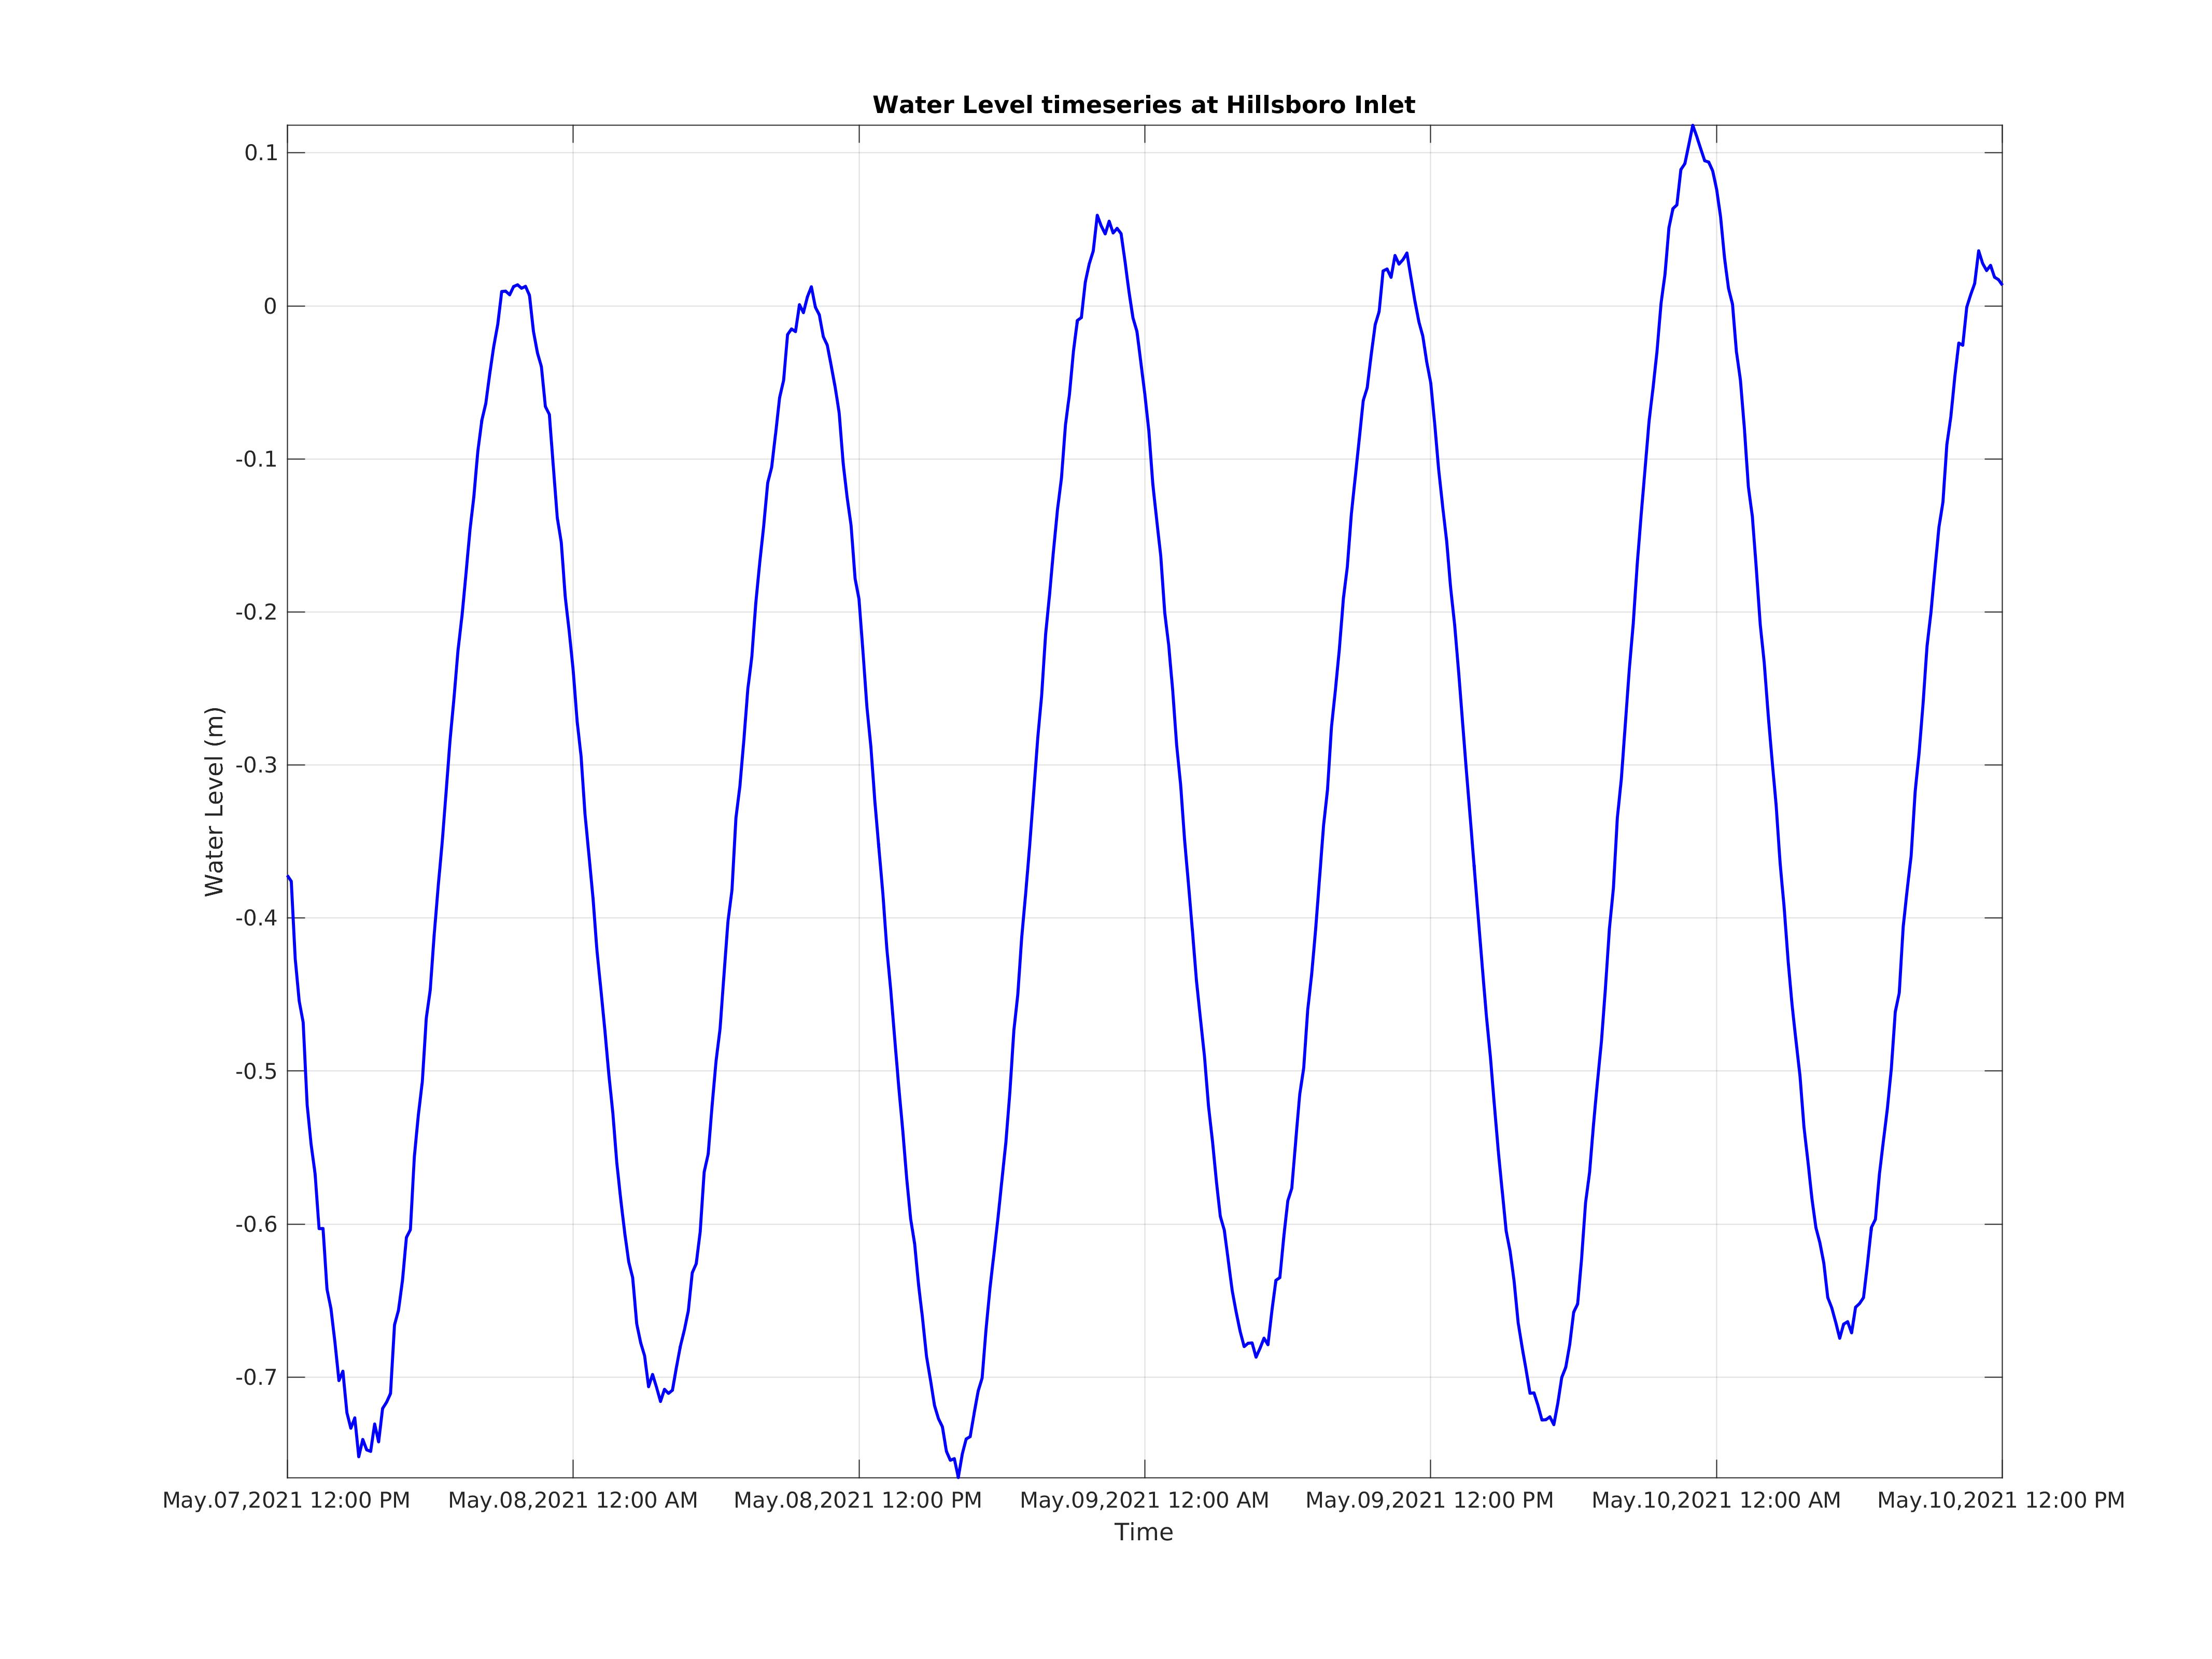 Water Level timeseries at Hillsboro Inlet
0.1
0
-0.1
-0.2
-0.3
-0.4
-0.5
-0.6
-0.7
Water Level (m)
May.07,2021 12:00 PM May.08,2021 12:00 AM May.08,2021 12:00 PM May.09,2021 12:00 AM May.09,2021 12:00 PM May.10,2021 12:00 AM May.10,2021 12:00 PM
Time